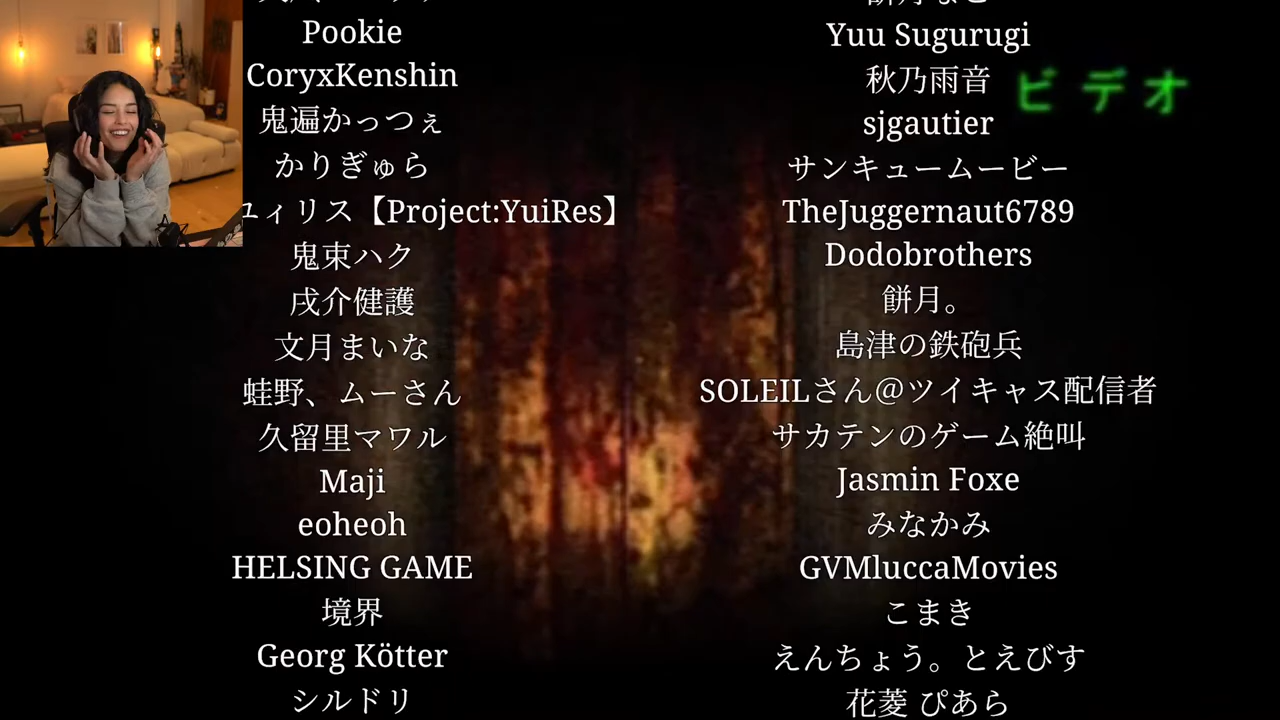 Pookie
CoryxKenshin
鬼遍かっつぇ
かりぎゅら
ュィリス【Project:YuiRes】
鬼束ハク
戌介健護
文月まいな
蛙野、ムーさん
久留里マワル
Maji
eoheoh
HELSING GAME
境界
Georg Kötter
シルドリ
Yuu Sugurugi
秋乃雨音
sjgautier
サンキュームービー
TheJuggernaut6789
Dodobrothers
餅月。
島津の鉄砲兵
SOLEILさん@ツイキャス配信者
サカテンのゲーム絶叫
Jasmin Foxe
みなかみ
GVMluccaMovies
こまき
えんちょう。とえびす
花菱 ぴあら
ビデオ